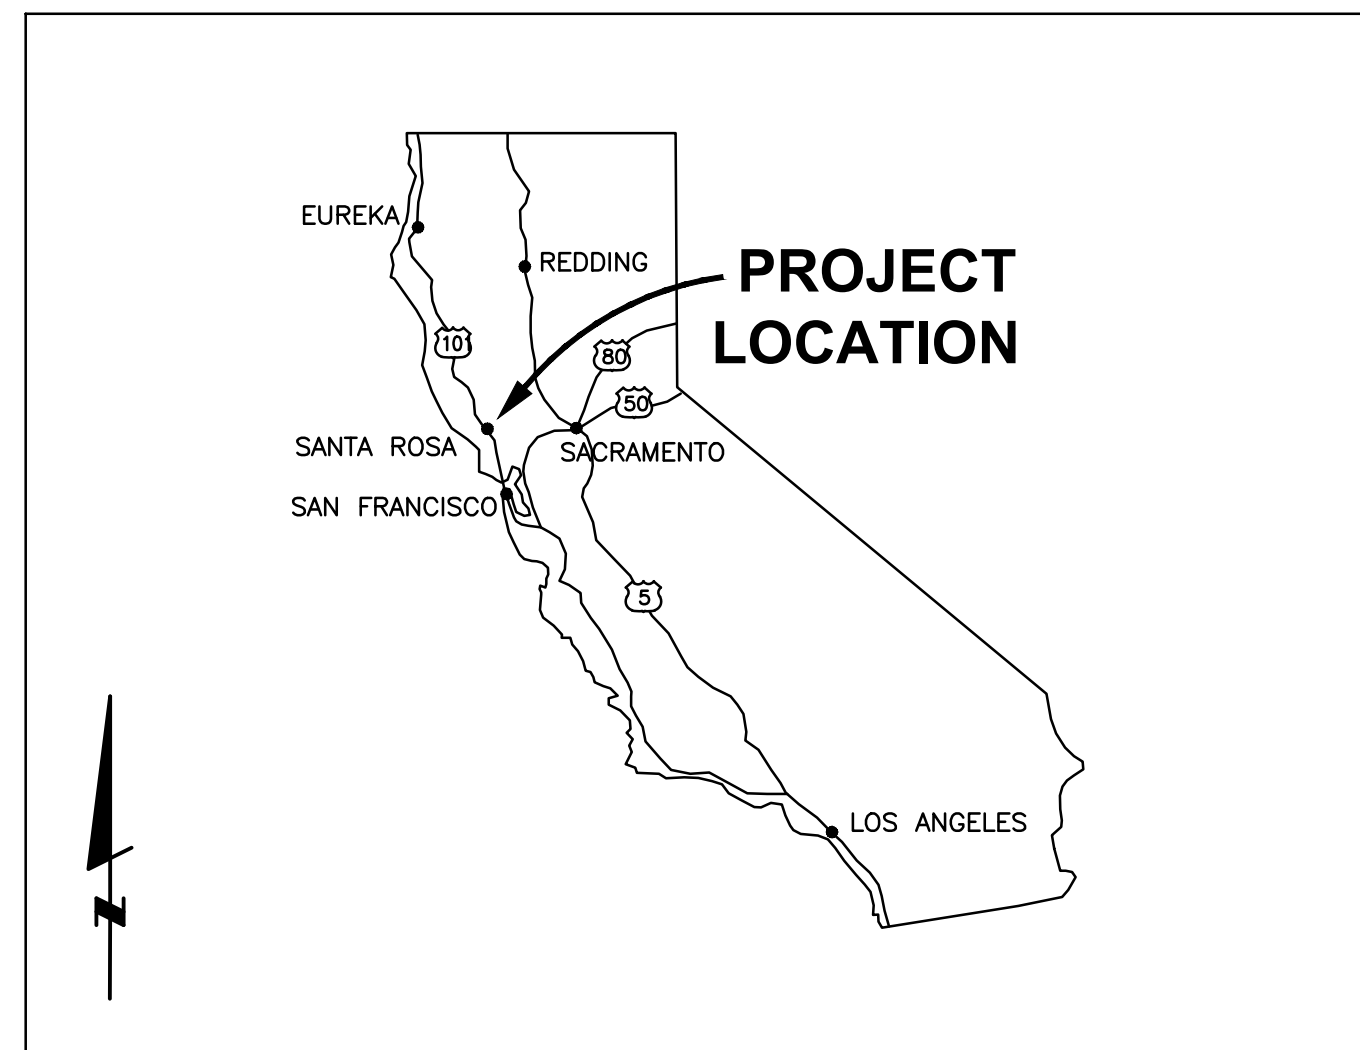 EUREKA
REDDING
PROJECT
LOCATION
10
80
50
SANTA ROSA
SACRAMENTO
SAN FRANCISCO
5
LOS ANGELES
N